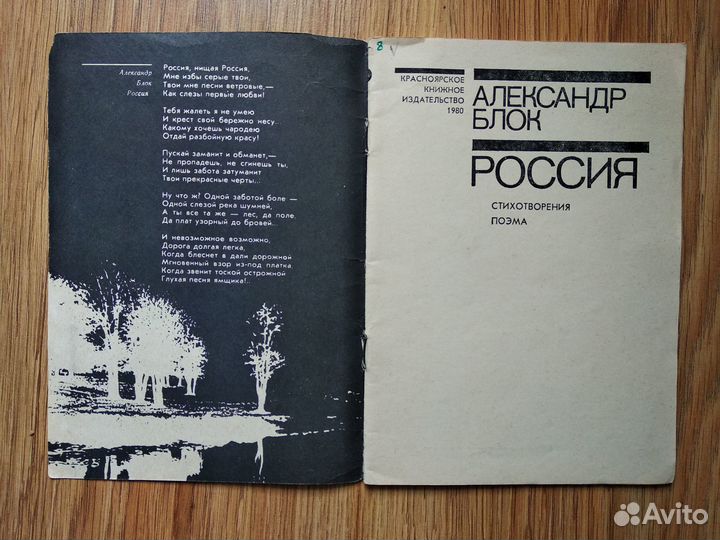 Александр
Блок
Россия
Россия, нищая Россия,
Мне избы серые твои,
Твои мне песни ветровые,—
Как слезы первые любви!
Тебя жалеть я не умею
И крест свой бережно несу..
Какому хочешь чародею
Отдай разбойную красу!
Пускай заманит и обманет,—
Не пропадешь, не сгинешь ты,
И лишь забота затуманит
Твои прекрасные черты...
Ну что ж? Одной заботой боле —
Одной слезой река шумней,
А ты все та же — лес, да поле,
Да плат узорный до бровей...
И невозможное возможно,
Дорога долгая легка,
Когда блеснет в дали дорожной
Мгновенный взор из-под платка,
Когда звенит тоской острожной
Глухая песня ямщика!..
8
КРАСНОЯРСКОЕ
КНИЖНОЕ
ИЗДАТЕЛЬСТВО
1980
АЛЕКСАНДР
БЛОК
РОССИЯ
СТИХОТВОРЕНИЯ
ПОЭМА
Avito